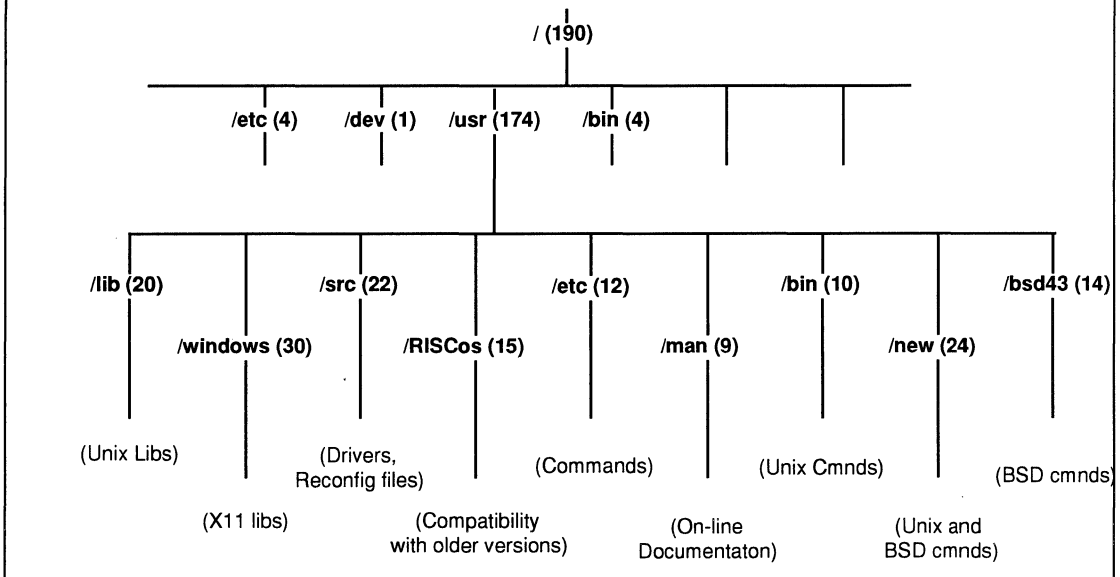 / (190)
/etc (4) /dev (1) /usr (174) /bin (4)
/lib (20) /src (22) /etc (12) /bin (10) /bsd43 (14)
/windows (30) /RISCos (15) /man (9) /new (24)
(Unix Libs)
(Drivers,
Reconfig files)
(Commands)
(Unix Cmnds)
(BSD cmnds)
(X11 libs)
(Compatibility
with older versions)
(On-line
Documentaton)
(Unix and
BSD cmnds)